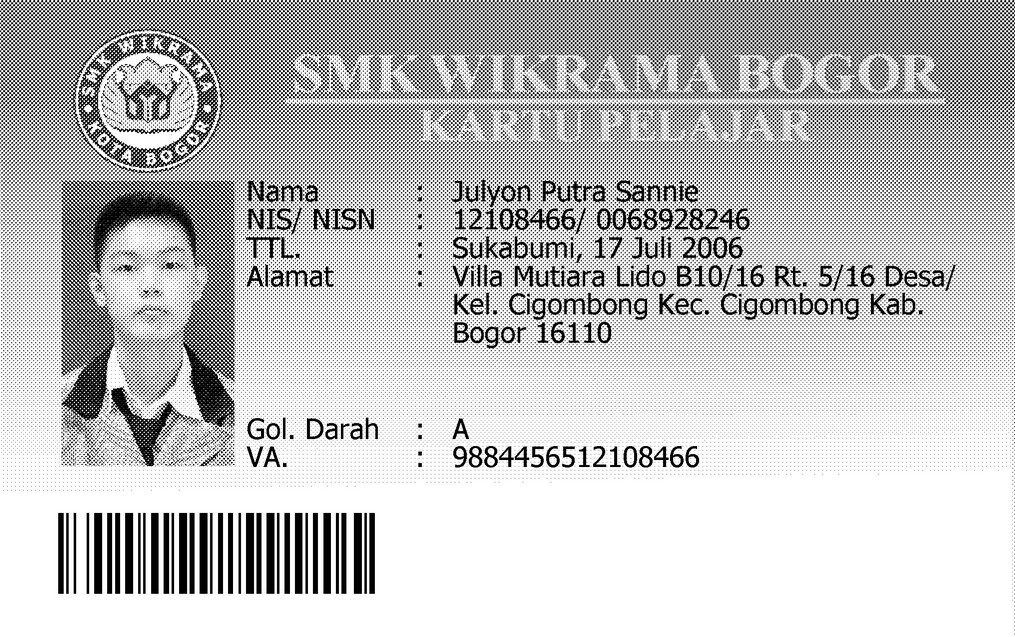 SMK WIKRAMA
KOTA BOGOR
SMK WIKRAMA BOGOR
KARTU PELAJAR
Nama : Julyon Putra Sannie
NIS/ NISN : 12108466/ 0068928246
TTL. : Sukabumi, 17 Juli 2006
Alamat : Villa Mutiara Lido B10/16 Rt. 5/16 Desa/
Kel. Cigombong Kec. Cigombong Kab.
Bogor 16110
Gol. Darah : A
VA. : 9884456512108466